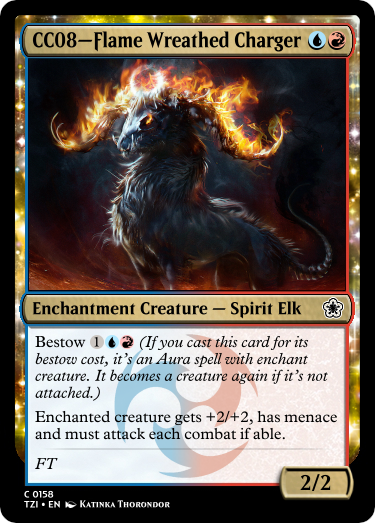 CC08—Flame Wreathed Charger
Enchantment Creature — Spirit Elk
Bestow 1 (If you cast this card for its
bestow cost, it's an Aura spell with enchant
creature. It becomes a creature again if it's not
attached.)
Enchanted creature gets +2/+2, has menace
and must attack each combat if able.
FT
2/2
C 0158
TZI • EN Katinka Thorondor